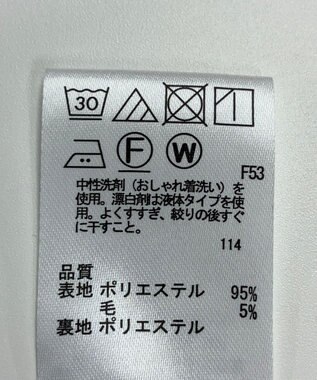 30
F W
F53
中性洗剤（おしゃれ着洗い）を
使用。漂白剤は液体タイプを使
用。よくすすぎ、絞りの後すぐ
に干すこと。
114
品質
表地 ポリエステル 95%
毛 5%
裏地 ポリエステル